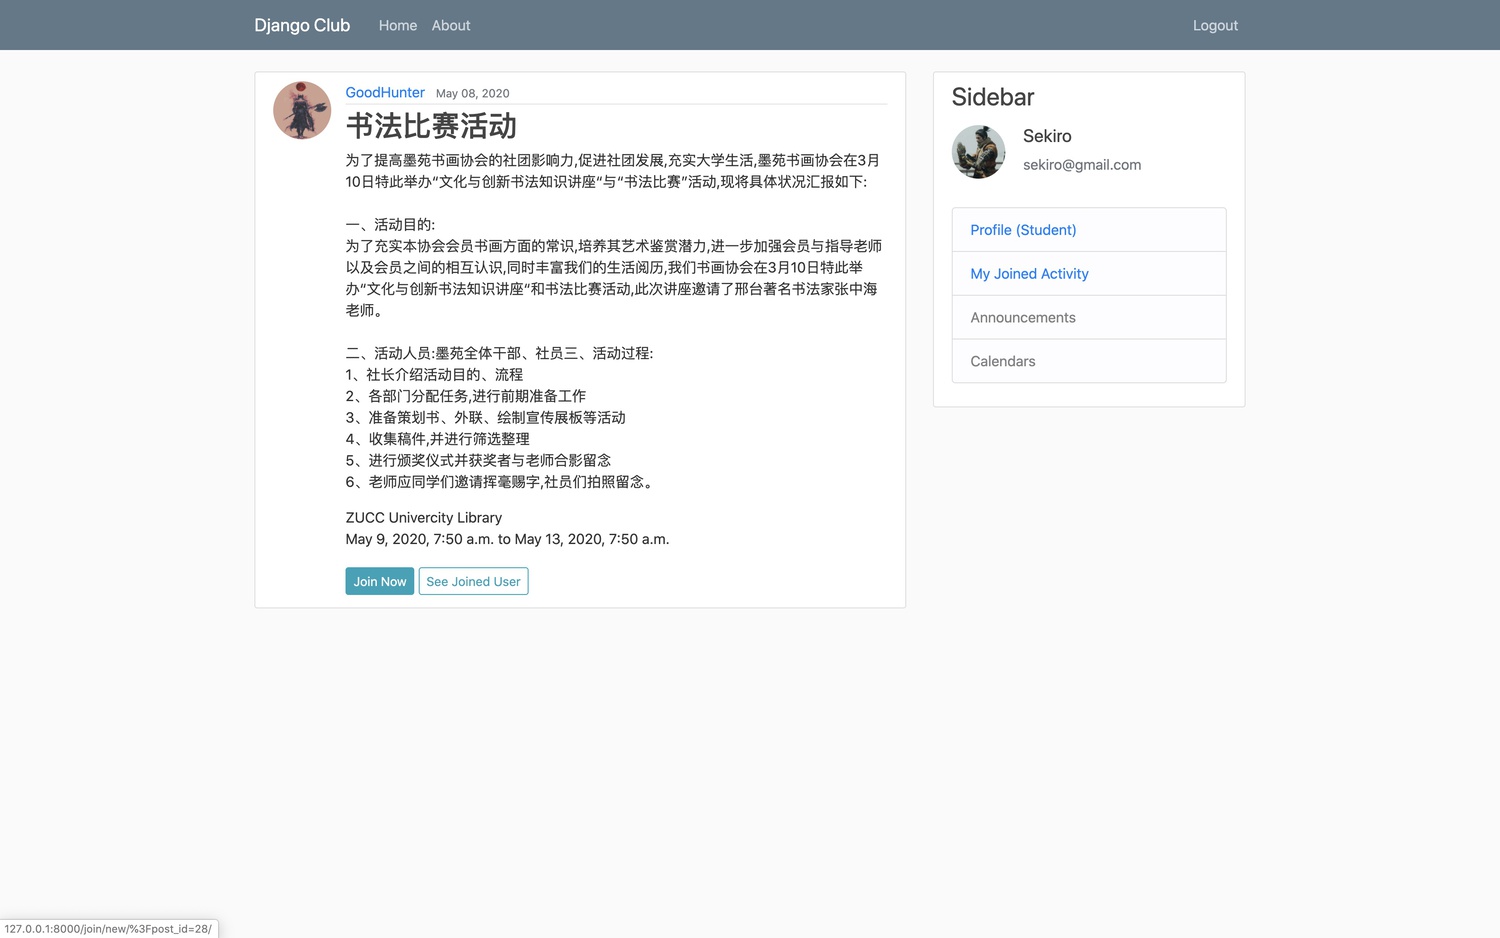 Django Club Home About Logout
GoodHunter May 08, 2020
书法比赛活动
为了提高墨苑书画协会的社团影响力,促进社团发展,充实大学生活,墨苑书画协会在3月
10日特此举办“文化与创新书法知识讲座“与“书法比赛”活动,现将具体状况汇报如下:
一、活动目的:
为了充实本协会会员书画方面的常识,培养其艺术鉴赏潜力,进一步加强会员与指导老师
以及会员之间的相互认识,同时丰富我们的生活阅历,我们书画协会在3月10日特此举
办“文化与创新书法知识讲座“和书法比赛活动,此次讲座邀请了邢台著名书法家张中海
老师。
二、活动人员:墨苑全体干部、社员三、活动过程:
1、社长介绍活动目的、流程
2、各部门分配任务,进行前期准备工作
3、准备策划书、外联、绘制宣传展板等活动
4、收集稿件,并进行筛选整理
5、进行颁奖仪式并获奖者与老师合影留念
6、老师应同学们邀请挥毫赐字,社员们拍照留念。
ZUCC Univercity Library
May 9, 2020, 7:50 a.m. to May 13, 2020, 7:50 a.m.
Join Now See Joined User
Sidebar
Sekiro
sekiro@gmail.com
Profile (Student)
My Joined Activity
Announcements
Calendars
127.0.0.1:8000/join/new/%3Fpost_id=28/